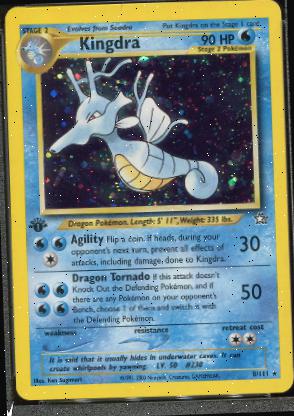 STAGE 2 Evolves from Seadra Put Kingdra on the Stage 1 card.
Kingdra 90 HP
Stage 2 Pokémon
Dragon Pokémon. Length: 5' 11", Weight: 335 lbs.
Agility Flip a coin. If heads, during your
opponent's next turn, prevent all effects of 30
attacks, including damage, done to Kingdra.
Dragon Tornado If this attack doesn't
Knock Out the Defending Pokémon, and if
there are any Pokémon on your opponent's 50
Bench, choose 1 of them and switch it with
the Defending Pokémon.
weakness resistance retreat cost
It is said that it usually hides in underwater caves. It can
create whirlpools by yawning. LV. 50 #230
Illus. Ken Sugimori
8/111